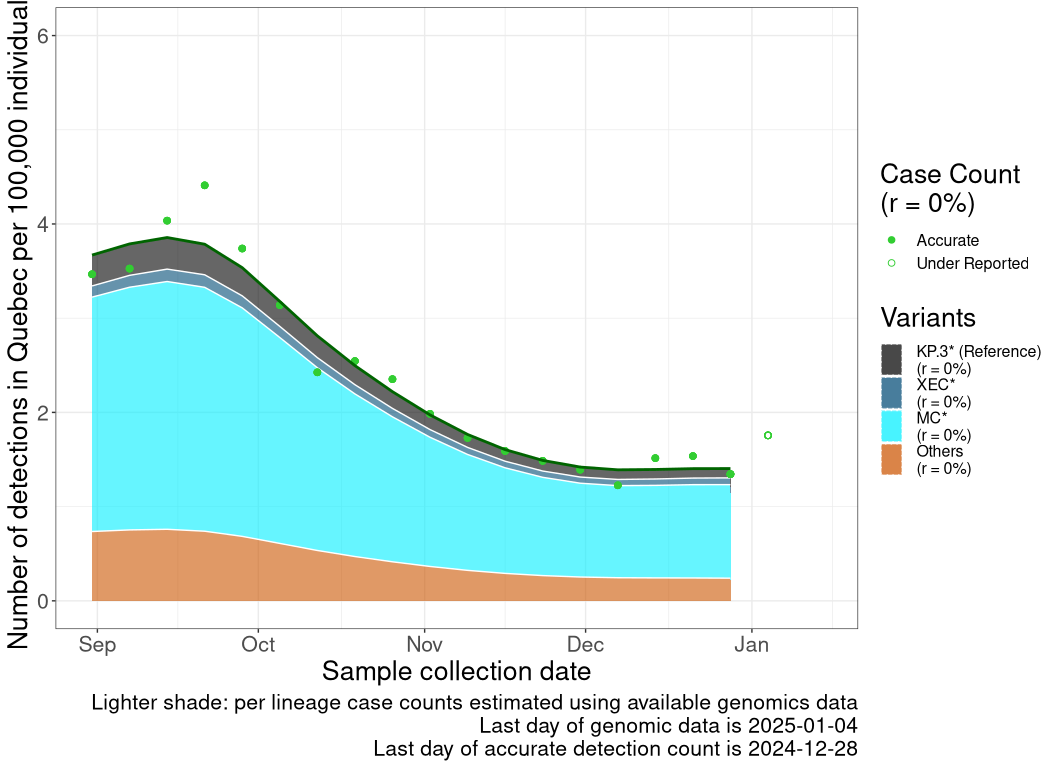 Number of detections in Quebec per 100,000 individual
6
4
2
0
Sep
Oct
Nov
Dec
Jan
Sample collection date
Lighter shade: per lineage case counts estimated using available genomics data
Last day of genomic data is 2025-01-04
Last day of accurate detection count is 2024-12-28
Case Count
(r = 0%)
Accurate
Under Reported
Variants
KP.3* (Reference)
(r = 0%)
XEC*
(r = 0%)
MC*
(r = 0%)
Others
(r = 0%)